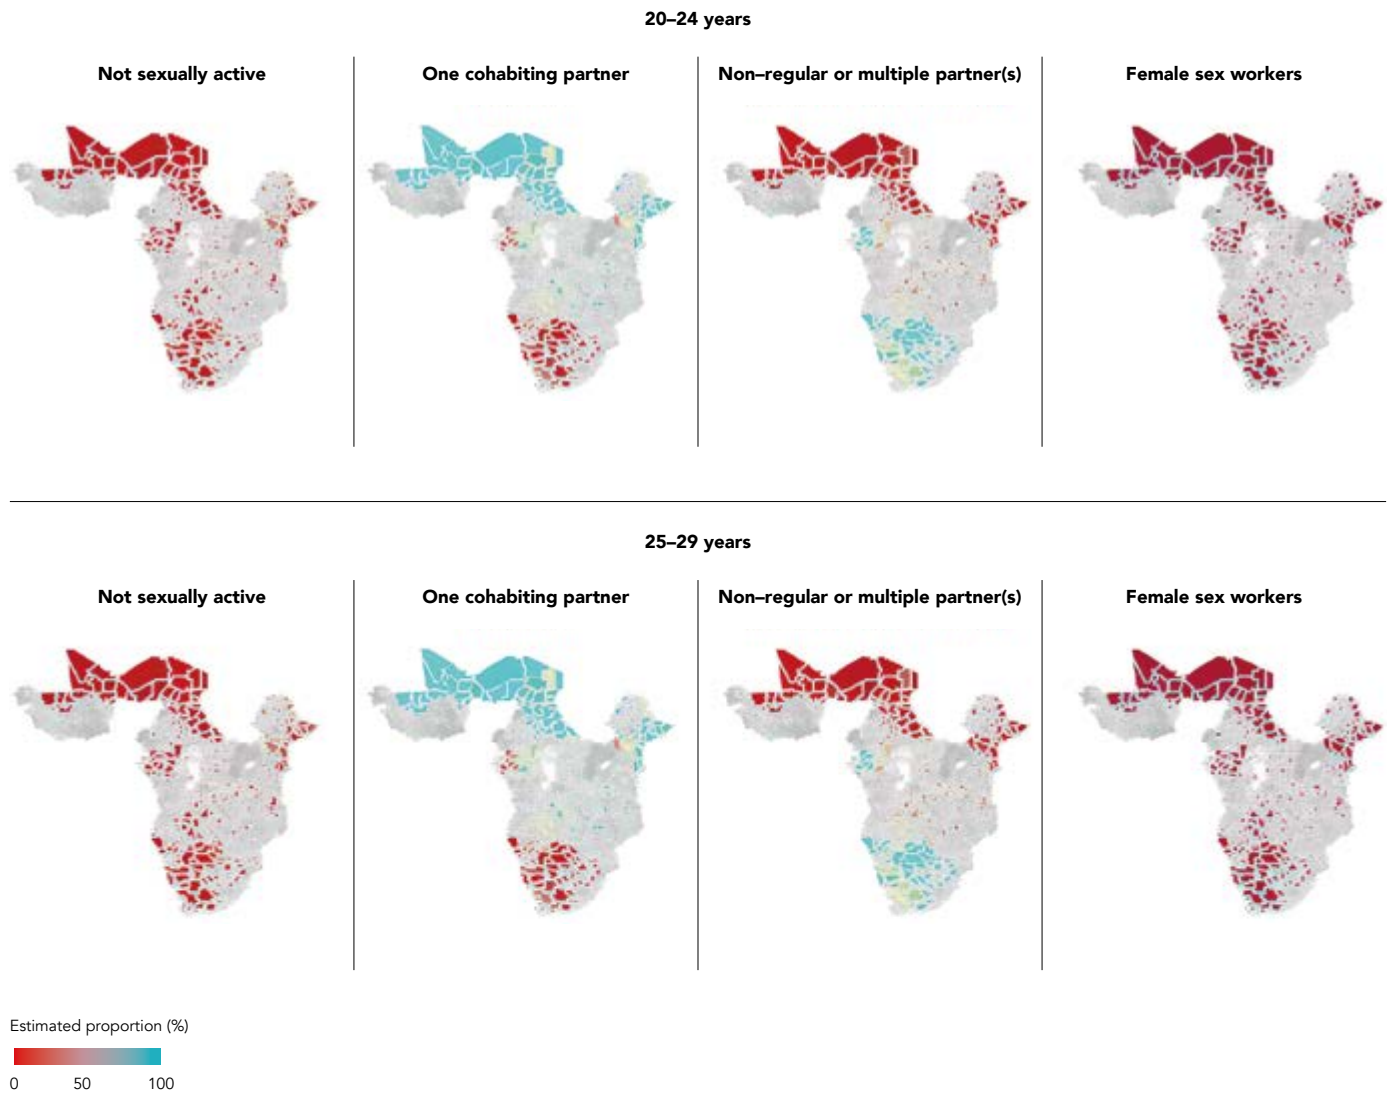 20–24 years
Not sexually active
One cohabiting partner
Non–regular or multiple partner(s)
Female sex workers
25–29 years
Not sexually active
One cohabiting partner
Non–regular or multiple partner(s)
Female sex workers
Estimated proportion (%)
0 50 100